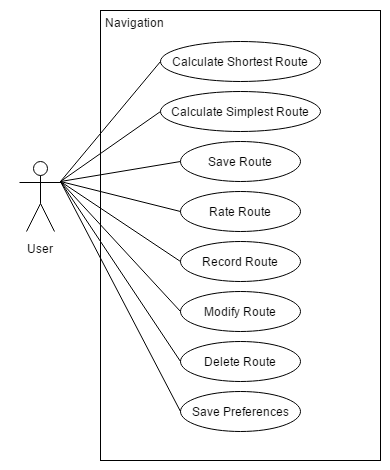 Navigation
Calculate Shortest Route
Calculate Simplest Route
Save Route
Rate Route
User
Record Route
Modify Route
Delete Route
Save Preferences